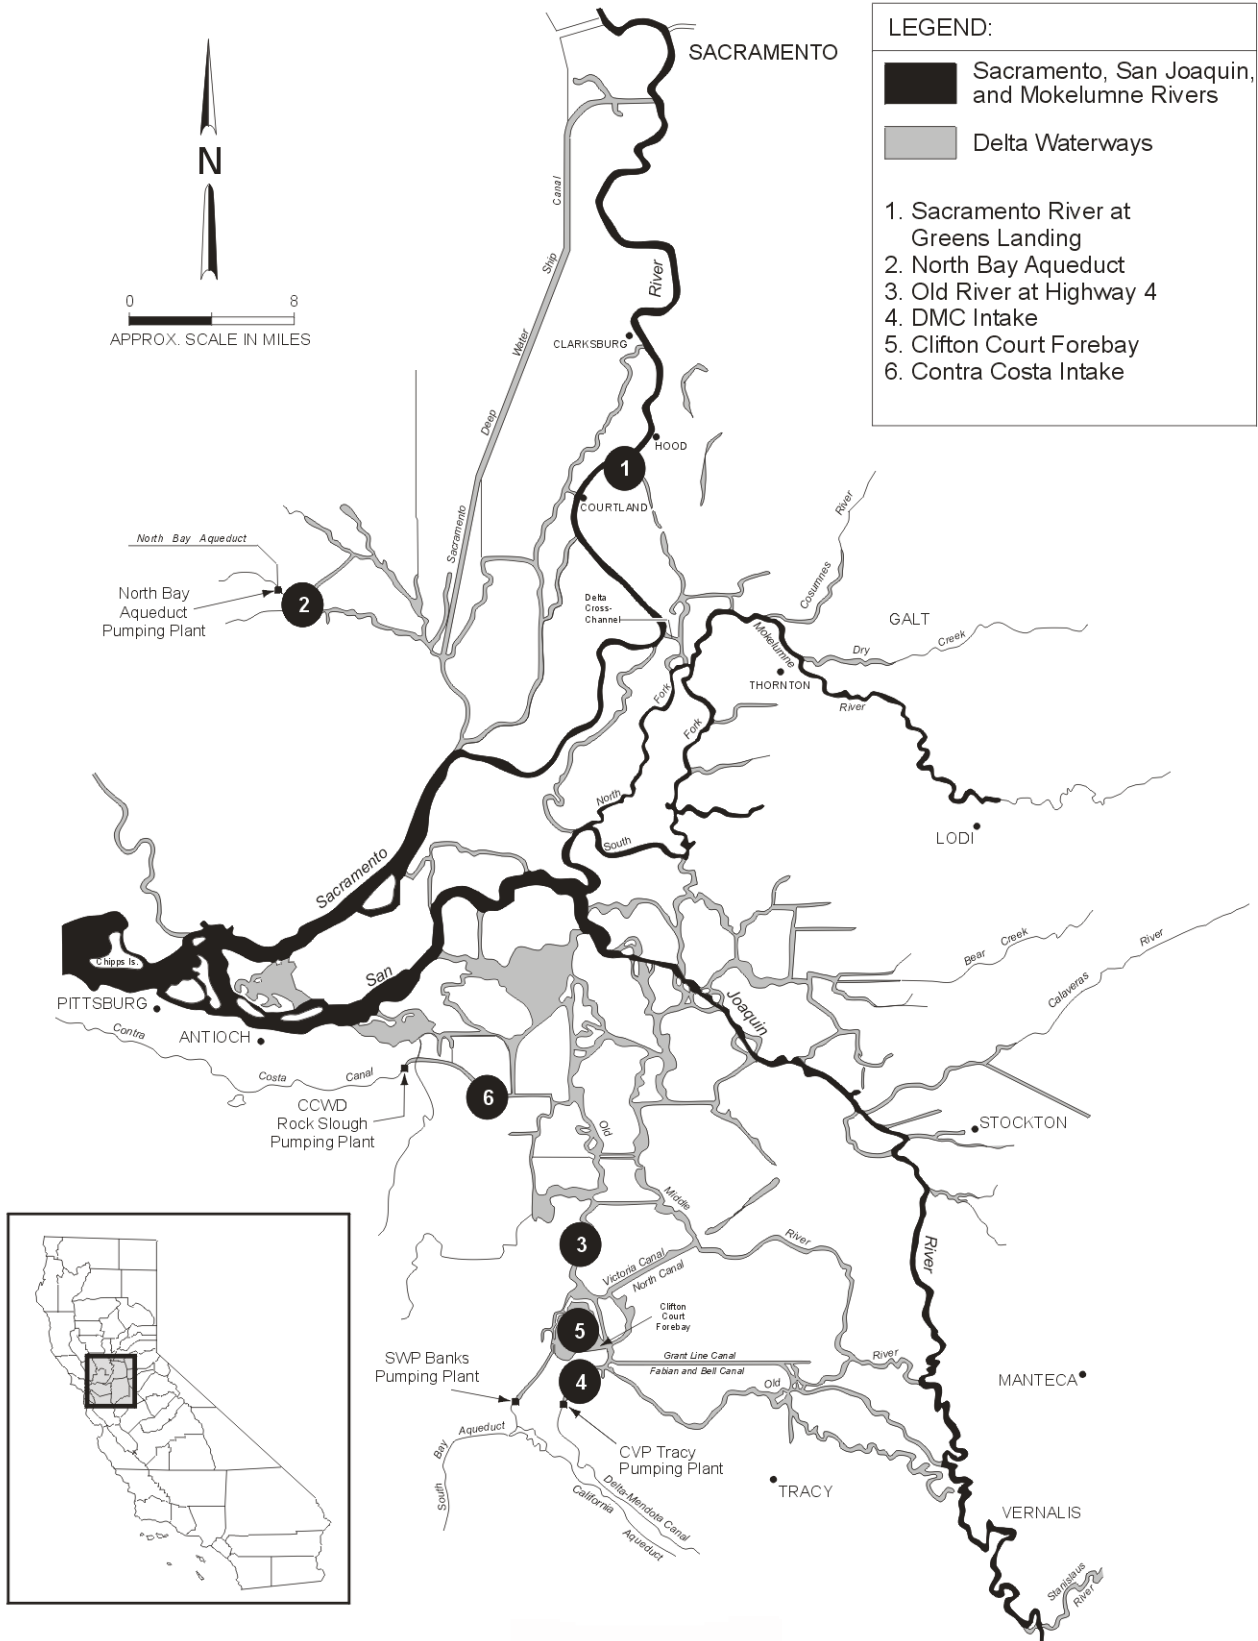 SACRAMENTO
LEGEND:
Sacramento, San Joaquin,
and Mokelumne Rivers
Delta Waterways
1. Sacramento River at
Greens Landing
2. North Bay Aqueduct
3. Old River at Highway 4
4. DMC Intake
5. Clifton Court Forebay
6. Contra Costa Intake
N
0 8
APPROX. SCALE IN MILES
Canal
Ship
Water
Deep
Sacramento
River
CLARKSBURG
HOOD
1
COURTLAND
North Bay Aqueduct
North Bay
Aqueduct
Pumping Plant
2
Delta
Cross-
Channel
River
Cosumnes
GALT
Mokelumne
Dry
Creek
THORNTON
River
Fork
Fork
North
South
LODI
Sacramento
San
Joaquin
Chipps Is.
PITTSBURG
ANTIOCH
Bear
Creek
Calaveras
River
Contra
Costa
Canal
CCWD
Rock Slough
Pumping Plant
6
STOCKTON
Old
Middle
River
3
Victoria Canal
North Canal
River
Clifton
Court
Forebay
5
SWP Banks
Pumping Plant
4
Grant Line Canal
Fabian and Bell Canal
River
Old
MANTECA
South
Bay
Aqueduct
CVP Tracy
Pumping Plant
Delta-Mendota Canal
California
Aqueduct
TRACY
VERNALIS
Stanislaus
River